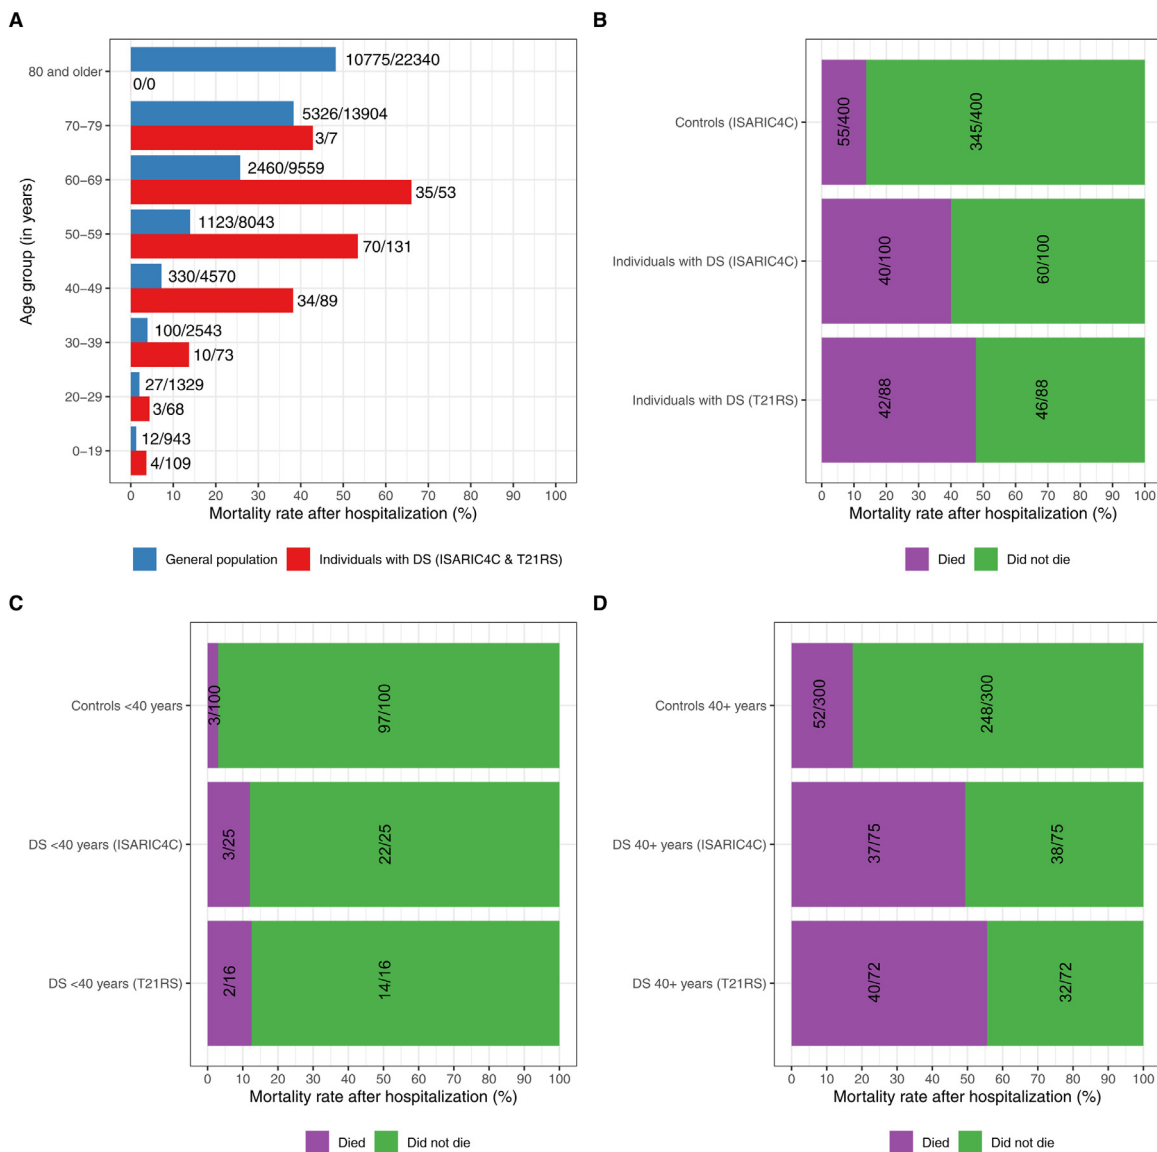 A
80 and older
70−79
60−69
50−59
40−49
30−39
20−29
0−19
Age group (in years)
10775/22340
0/0
5326/13904
3/7
2460/9559
35/53
1123/8043
70/131
330/4570
34/89
100/2543
10/73
27/1329
3/68
12/943
4/109
0 10 20 30 40 50 60 70 80 90 100
Mortality rate after hospitalization (%)
General population Individuals with DS (ISARIC4C & T21RS)
B
Controls (ISARIC4C)
55/400
345/400
Individuals with DS (ISARIC4C)
40/100
60/100
Individuals with DS (T21RS)
42/88
46/88
0 10 20 30 40 50 60 70 80 90 100
Mortality rate after hospitalization (%)
Died Did not die
C
Controls <40 years
3/100
97/100
DS <40 years (ISARIC4C)
3/25
22/25
DS <40 years (T21RS)
2/16
14/16
0 10 20 30 40 50 60 70 80 90 100
Mortality rate after hospitalization (%)
Died Did not die
D
Controls 40+ years
52/300
248/300
DS 40+ years (ISARIC4C)
37/75
38/75
DS 40+ years (T21RS)
40/72
32/72
0 10 20 30 40 50 60 70 80 90 100
Mortality rate after hospitalization (%)
Died Did not die